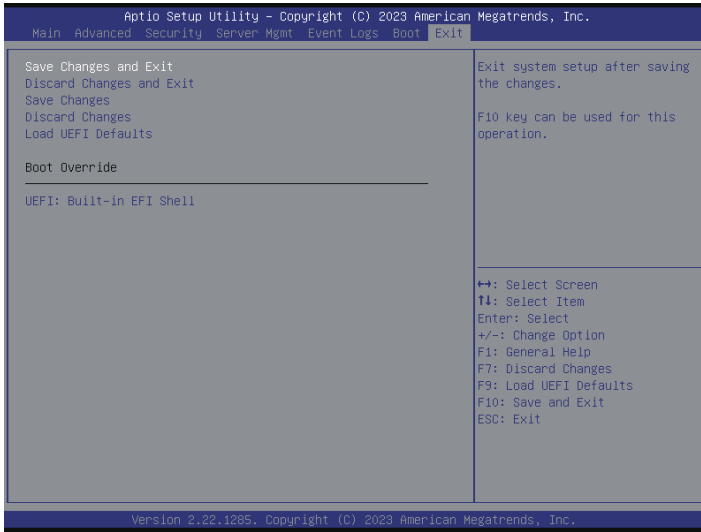 Aptio Setup Utility – Copyright (C) 2023 American Megatrends, Inc.
Main Advanced Security Server Mgmt Event Logs Boot Exit
Save Changes and Exit
Discard Changes and Exit
Save Changes
Discard Changes
Load UEFI Defaults
Boot Override
UEFI: Built-in EFI Shell
Exit system setup after saving
the changes.
F10 key can be used for this
operation.
↔: Select Screen
↑↓: Select Item
Enter: Select
+/-: Change Option
F1: General Help
F7: Discard Changes
F9: Load UEFI Defaults
F10: Save and Exit
ESC: Exit
Version 2.22.1285. Copyright (C) 2023 American Megatrends, Inc.